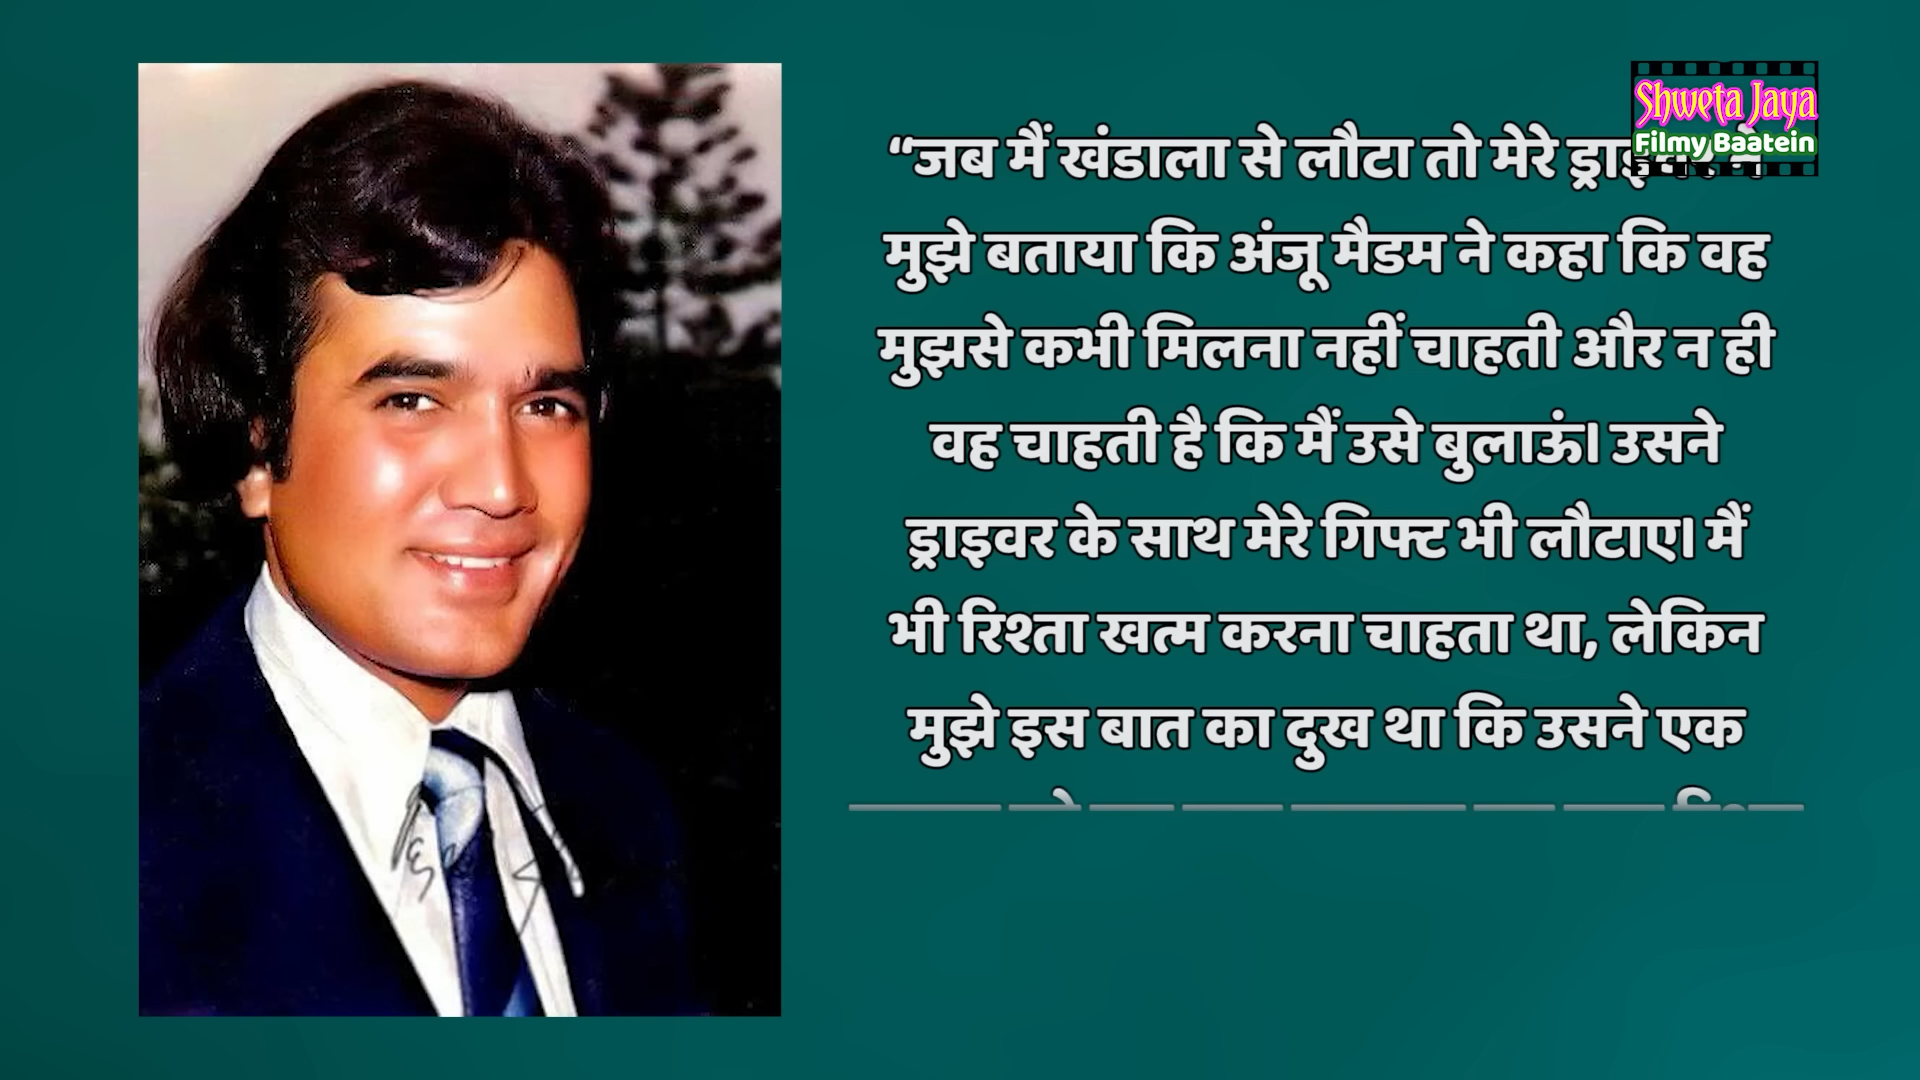 Shweta Jaya
Filmy Baatein
“जब मैं खंडाला से लौटा तो मेरे
मुझे बताया कि अंजू मैडम ने कहा कि वह
मुझसे कभी मिलना नहीं चाहती और न ही
वह चाहती है कि मैं उसे बुलाऊं। उसने
ड्राइवर के साथ मेरे गिफ्ट भी लौटाए। मैं
भी रिश्ता खत्म करना चाहता था, लेकिन
मुझे इस बात का दुख था कि उसने एक